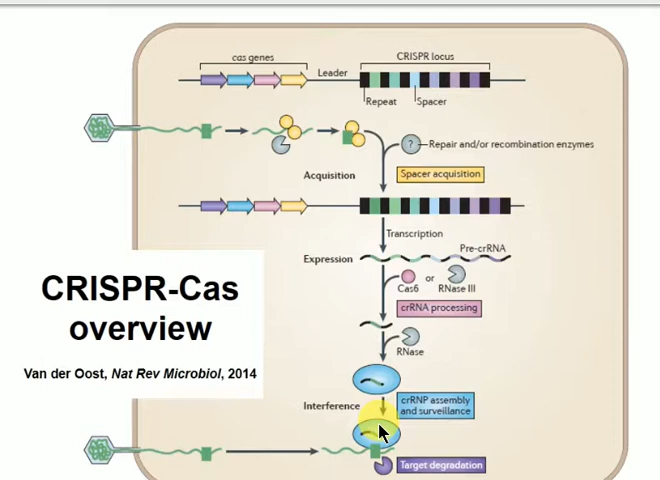 cas genes
CRISPR locus
Leader
Repeat
Spacer
?
Repair and/or recombination enzymes
Acquisition
Spacer acquisition
Transcription
Pre-crRNA
Expression
Cas6
or
RNase III
crRNA processing
RNase
CRISPR-Cas
overview
Van der Oost, Nat Rev Microbiol, 2014
Interference
crRNP assembly
and surveillance
Target degradation